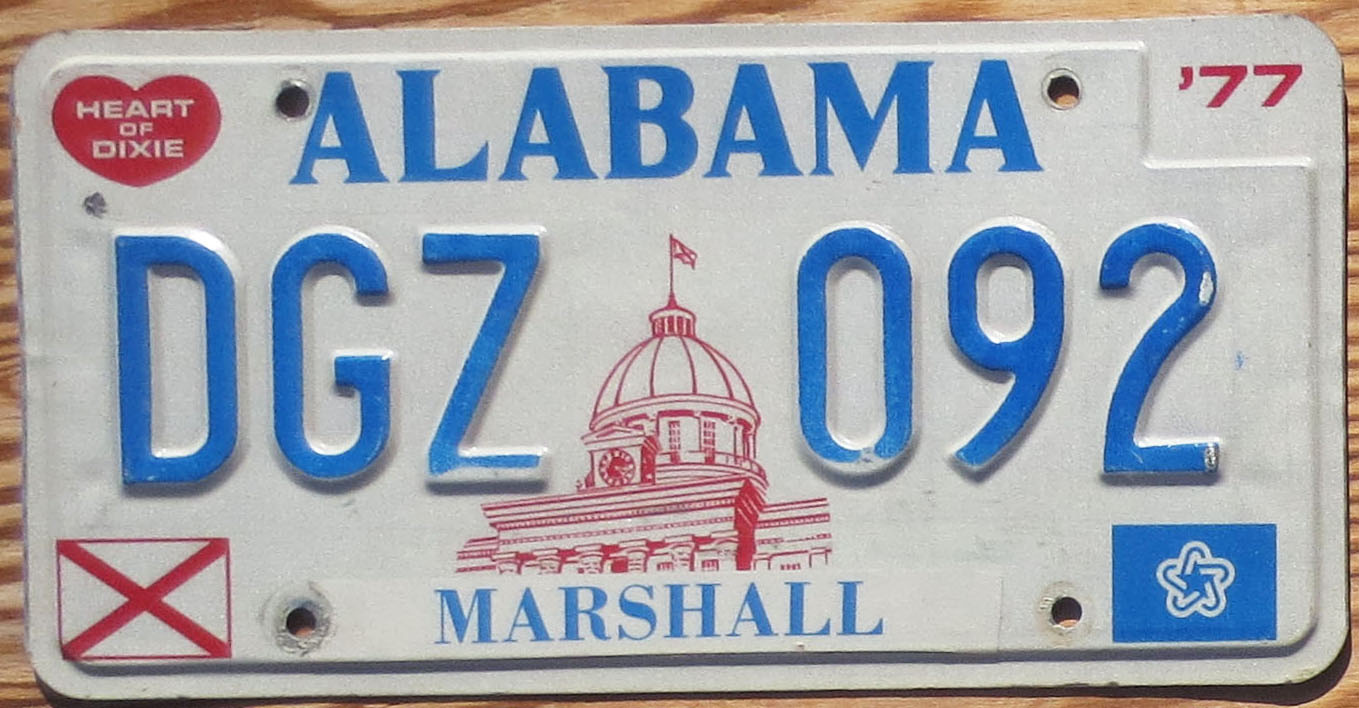 HEART
OF
DIXIE
ALABAMA
'77
DGZ 092
MARSHALL